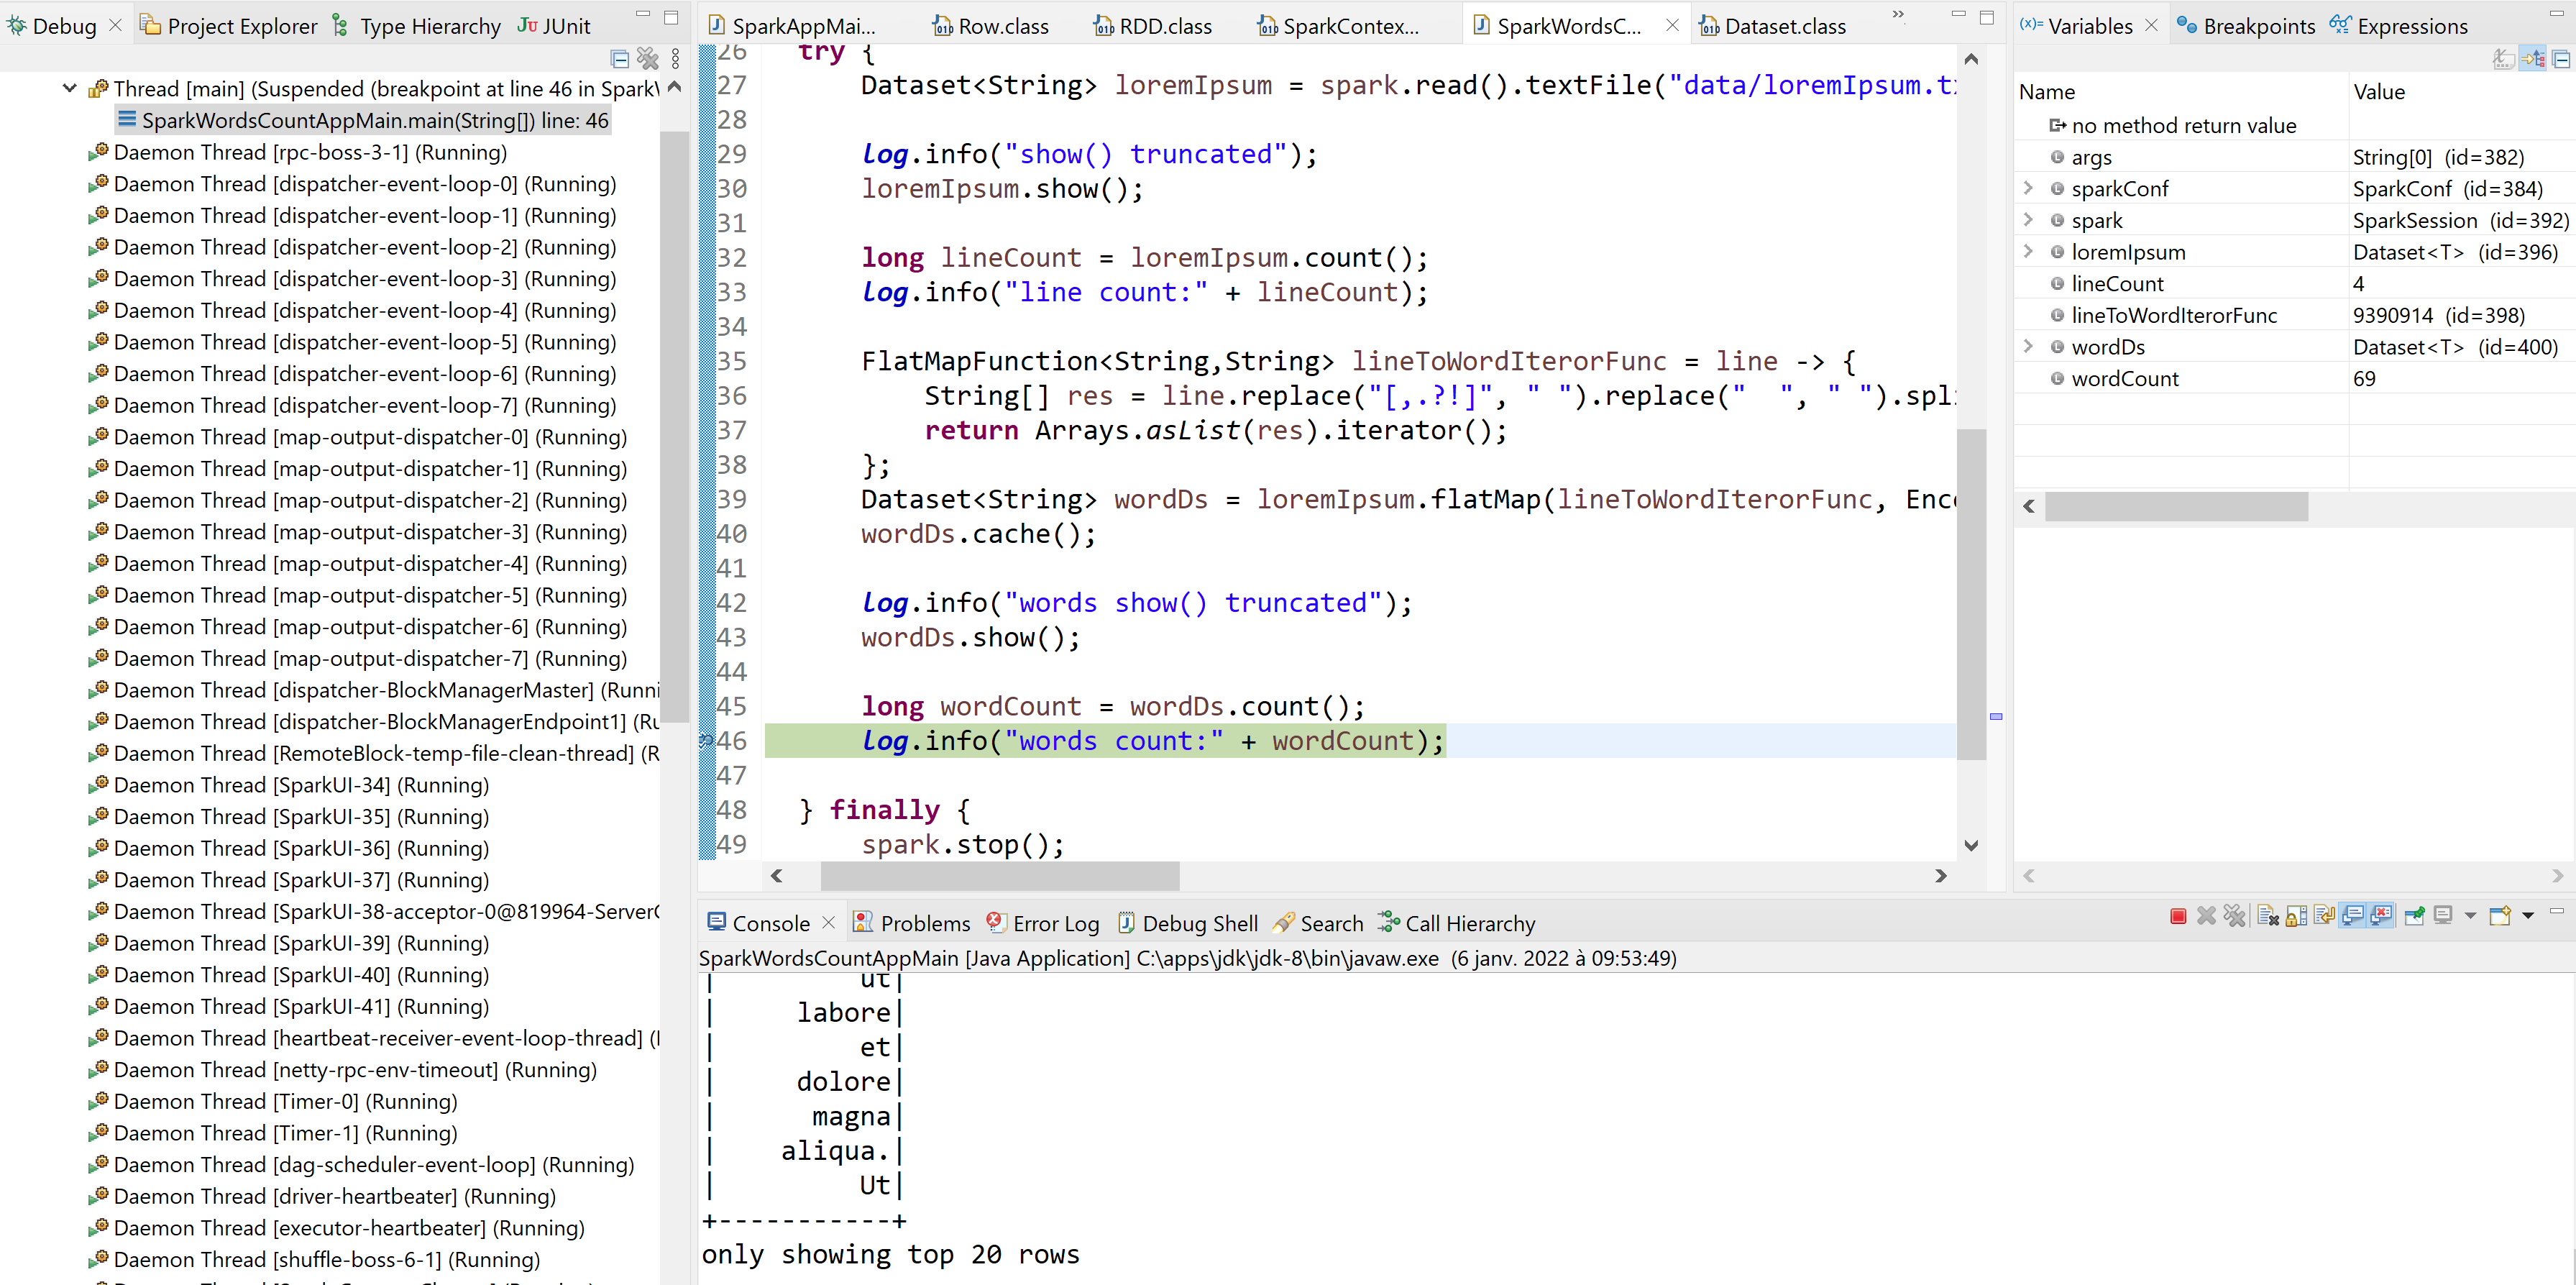 Debug
Project Explorer
Type Hierarchy
JUnit
Thread [main] (Suspended (breakpoint at line 46 in Spark
SparkWordsCountAppMain.main(String[]) line: 46
Daemon Thread [rpc-boss-3-1] (Running)
Daemon Thread [dispatcher-event-loop-0] (Running)
Daemon Thread [dispatcher-event-loop-1] (Running)
Daemon Thread [dispatcher-event-loop-2] (Running)
Daemon Thread [dispatcher-event-loop-3] (Running)
Daemon Thread [dispatcher-event-loop-4] (Running)
Daemon Thread [dispatcher-event-loop-5] (Running)
Daemon Thread [dispatcher-event-loop-6] (Running)
Daemon Thread [dispatcher-event-loop-7] (Running)
Daemon Thread [map-output-dispatcher-0] (Running)
Daemon Thread [map-output-dispatcher-1] (Running)
Daemon Thread [map-output-dispatcher-2] (Running)
Daemon Thread [map-output-dispatcher-3] (Running)
Daemon Thread [map-output-dispatcher-4] (Running)
Daemon Thread [map-output-dispatcher-5] (Running)
Daemon Thread [map-output-dispatcher-6] (Running)
Daemon Thread [map-output-dispatcher-7] (Running)
Daemon Thread [dispatcher-BlockManagerMaster] (Runni
Daemon Thread [dispatcher-BlockManagerEndpoint1] (Ru
Daemon Thread [RemoteBlock-temp-file-clean-thread] (R
Daemon Thread [SparkUI-34] (Running)
Daemon Thread [SparkUI-35] (Running)
Daemon Thread [SparkUI-36] (Running)
Daemon Thread [SparkUI-37] (Running)
Daemon Thread [SparkUI-38-acceptor-0@819964-Server
Daemon Thread [SparkUI-39] (Running)
Daemon Thread [SparkUI-40] (Running)
Daemon Thread [SparkUI-41] (Running)
Daemon Thread [heartbeat-receiver-event-loop-thread] (
Daemon Thread [netty-rpc-env-timeout] (Running)
Daemon Thread [Timer-0] (Running)
Daemon Thread [Timer-1] (Running)
Daemon Thread [dag-scheduler-event-loop] (Running)
Daemon Thread [driver-heartbeater] (Running)
Daemon Thread [executor-heartbeater] (Running)
Daemon Thread [shuffle-boss-6-1] (Running)
SparkAppMai...
Row.class
RDD.class
SparkContex...
SparkWordsC...
Dataset.class
26 try {
27 Dataset<String> loremIpsum = spark.read().textFile("data/loremIpsum.t
28
29 log.info("show() truncated");
30 loremIpsum.show();
31
32 long lineCount = loremIpsum.count();
33 log.info("line count:" + lineCount);
34
35 FlatMapFunction<String,String> lineToWordIterorFunc = line -> {
36 String[] res = line.replace("[,.?!]", " ").replace("  ", " ").spl
37 return Arrays.asList(res).iterator();
38 };
39 Dataset<String> wordDs = loremIpsum.flatMap(lineToWordIterorFunc, Enc
40 wordDs.cache();
41
42 log.info("words show() truncated");
43 wordDs.show();
44
45 long wordCount = wordDs.count();
46 log.info("words count:" + wordCount);
47
48 } finally {
49 spark.stop();
Variables
Breakpoints
Expressions
Name Value
no method return value
args String[0] (id=382)
sparkConf SparkConf (id=384)
spark SparkSession (id=392)
loremIpsum Dataset<T> (id=396)
lineCount 4
lineToWordIterorFunc 9390914 (id=398)
wordDs Dataset<T> (id=400)
wordCount 69
Console
Problems
Error Log
Debug Shell
Search
Call Hierarchy
SparkWordsCountAppMain [Java Application] C:\apps\jdk\jdk-8\bin\javaw.exe (6 janv. 2022 à 09:53:49)
| ut|
| labore|
| et|
| dolore|
| magna|
| aliqua.|
| Ut|
+-----------+
only showing top 20 rows